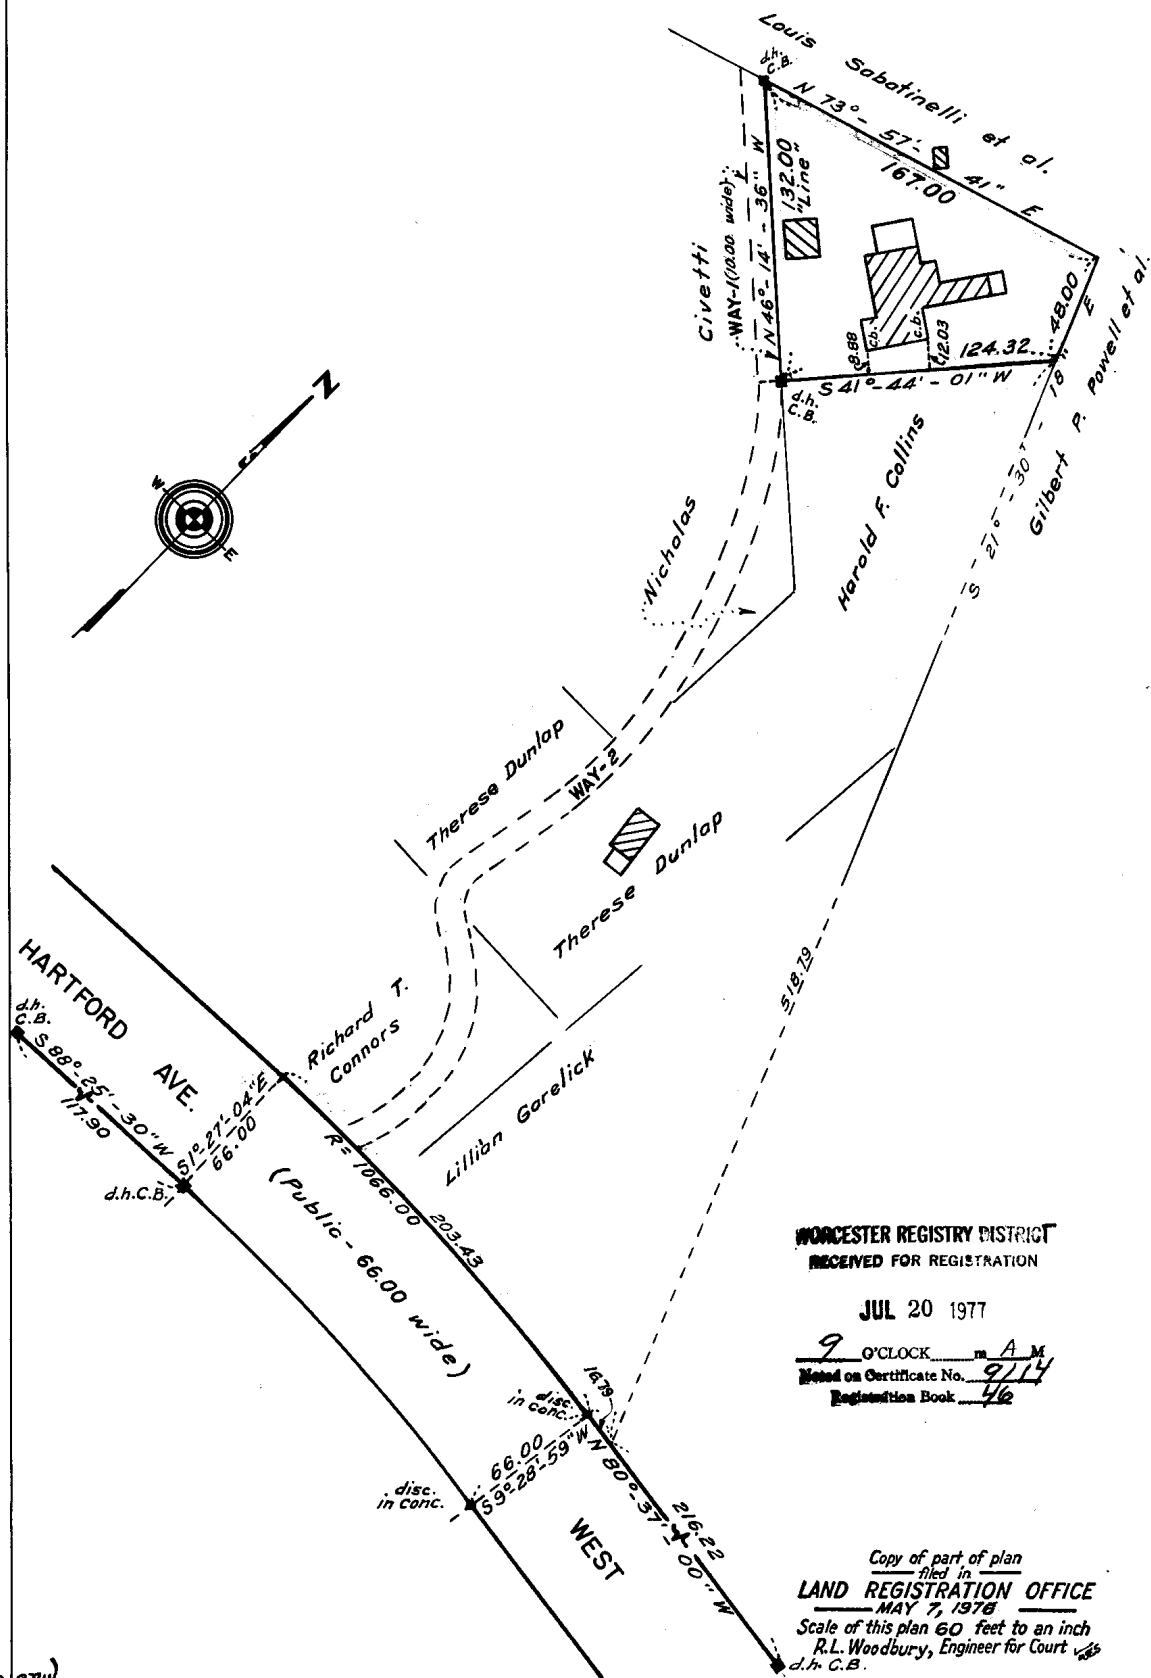 Louis Sabatinelli et al.
d.h.
C.B.
N 73°- 57'- 41" E
167.00
132.00
"Line"
N 46°- 14' - 36" W
WAY-1 (10.00 wide)
Civetti
48.00
8.88
c.b.
c.b.
12.03
124.32
S 41°-44' - 01" W
d.h.
C.B.
S 21° - 30' - 18" E
Gilbert P. Powell et al.
Harold F. Collins
N
W
E
Nicholas
Therese Dunlap
WAY-2
Therese Dunlap
518.79
HARTFORD AVE.
d.h.
C.B.
S 88°-25'-30" W
117.90
S 1°-27'-04" E
66.00
d.h.C.B.
Richard T.
Connors
Lillian Garelick
R= 1066.00
203.43
(Public - 66.00 wide)
WORCESTER REGISTRY DISTRICT
RECEIVED FOR REGISTRATION
JUL 20 1977
9 O'CLOCK m A M
Noted on Certificate No. 9114
Registration Book 46
16.79
disc.
in conc.
66.00
S 9°-28'-59" W
disc.
in conc.
N 80°-37'-00" W
216.22
WEST
Copy of part of plan
filed in
LAND REGISTRATION OFFICE
MAY 7, 1976
Scale of this plan 60 feet to an inch
R.L. Woodbury, Engineer for Court
d.h. C.B.